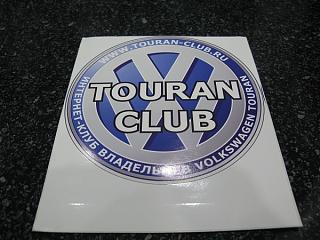 WWW.TOURAN-CLUB.RU
TOURAN
CLUB
ИНТЕРНЕТ-КЛУБ ВЛАДЕЛЬЦЕВ VOLKSWAGEN TOURAN